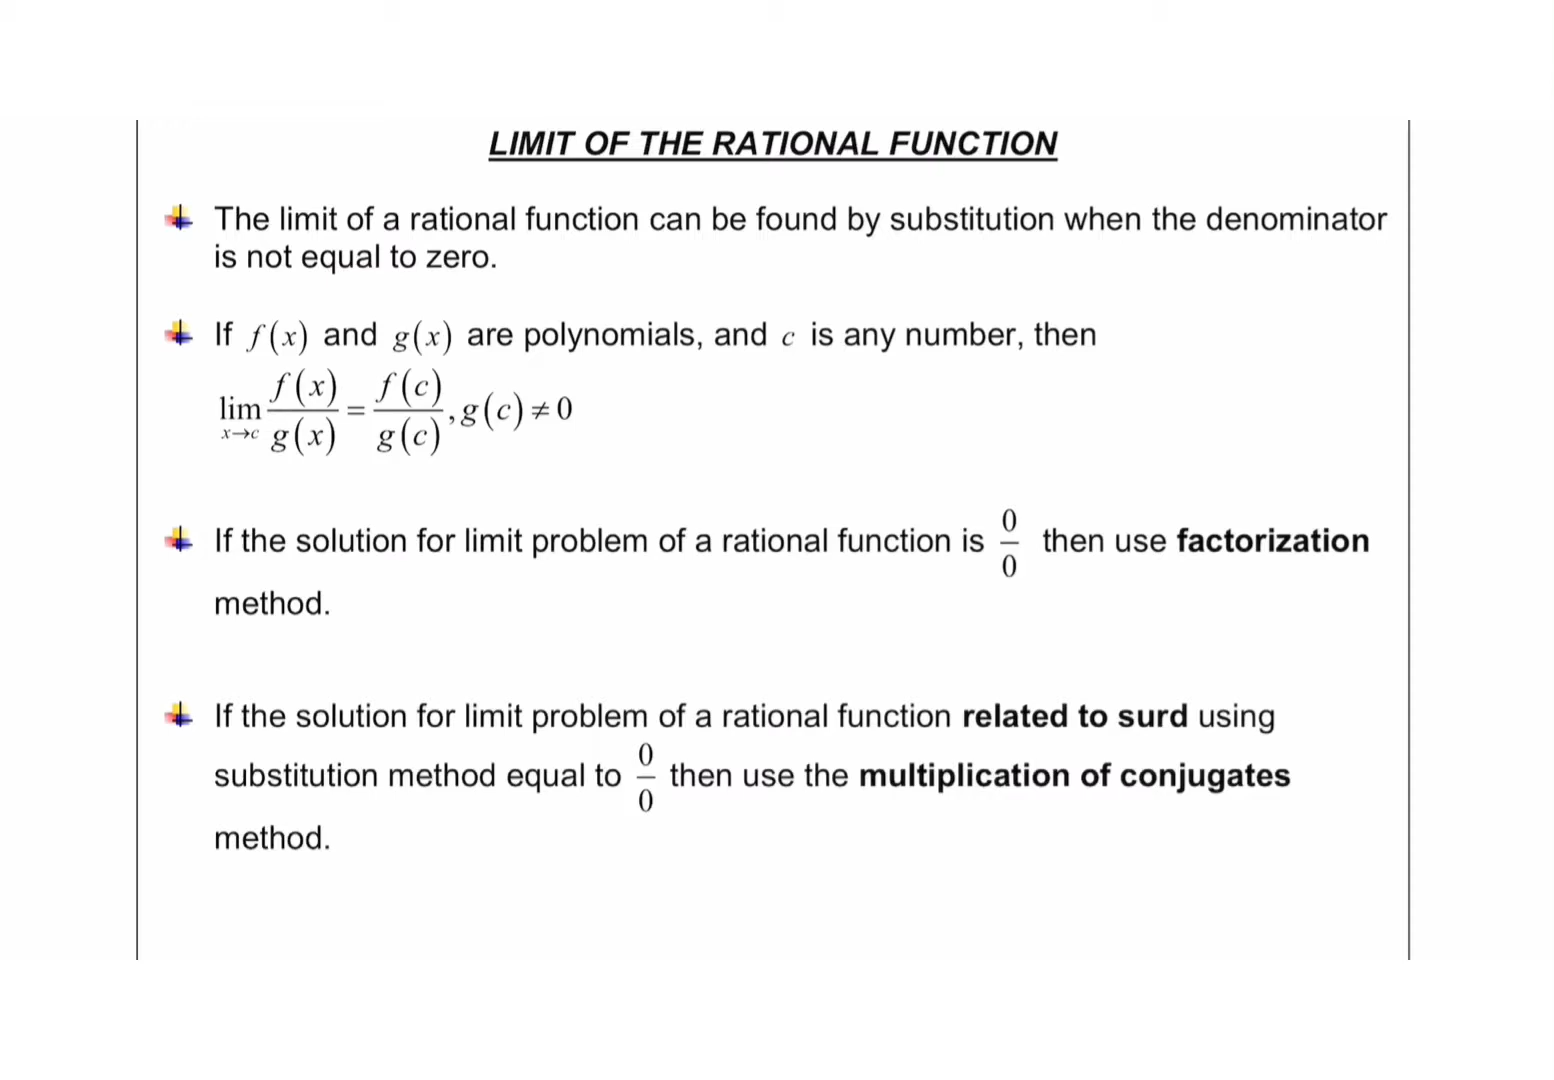 LIMIT OF THE RATIONAL FUNCTION
The limit of a rational function can be found by substitution when the denominator
is not equal to zero.
If f(x) and g(x) are polynomials, and c is any number, then
lim x→c f(x)/g(x) = f(c)/g(c), g(c) ≠ 0
If the solution for limit problem of a rational function is 0/0 then use factorization
method.
If the solution for limit problem of a rational function related to surd using
substitution method equal to 0/0 then use the multiplication of conjugates
method.